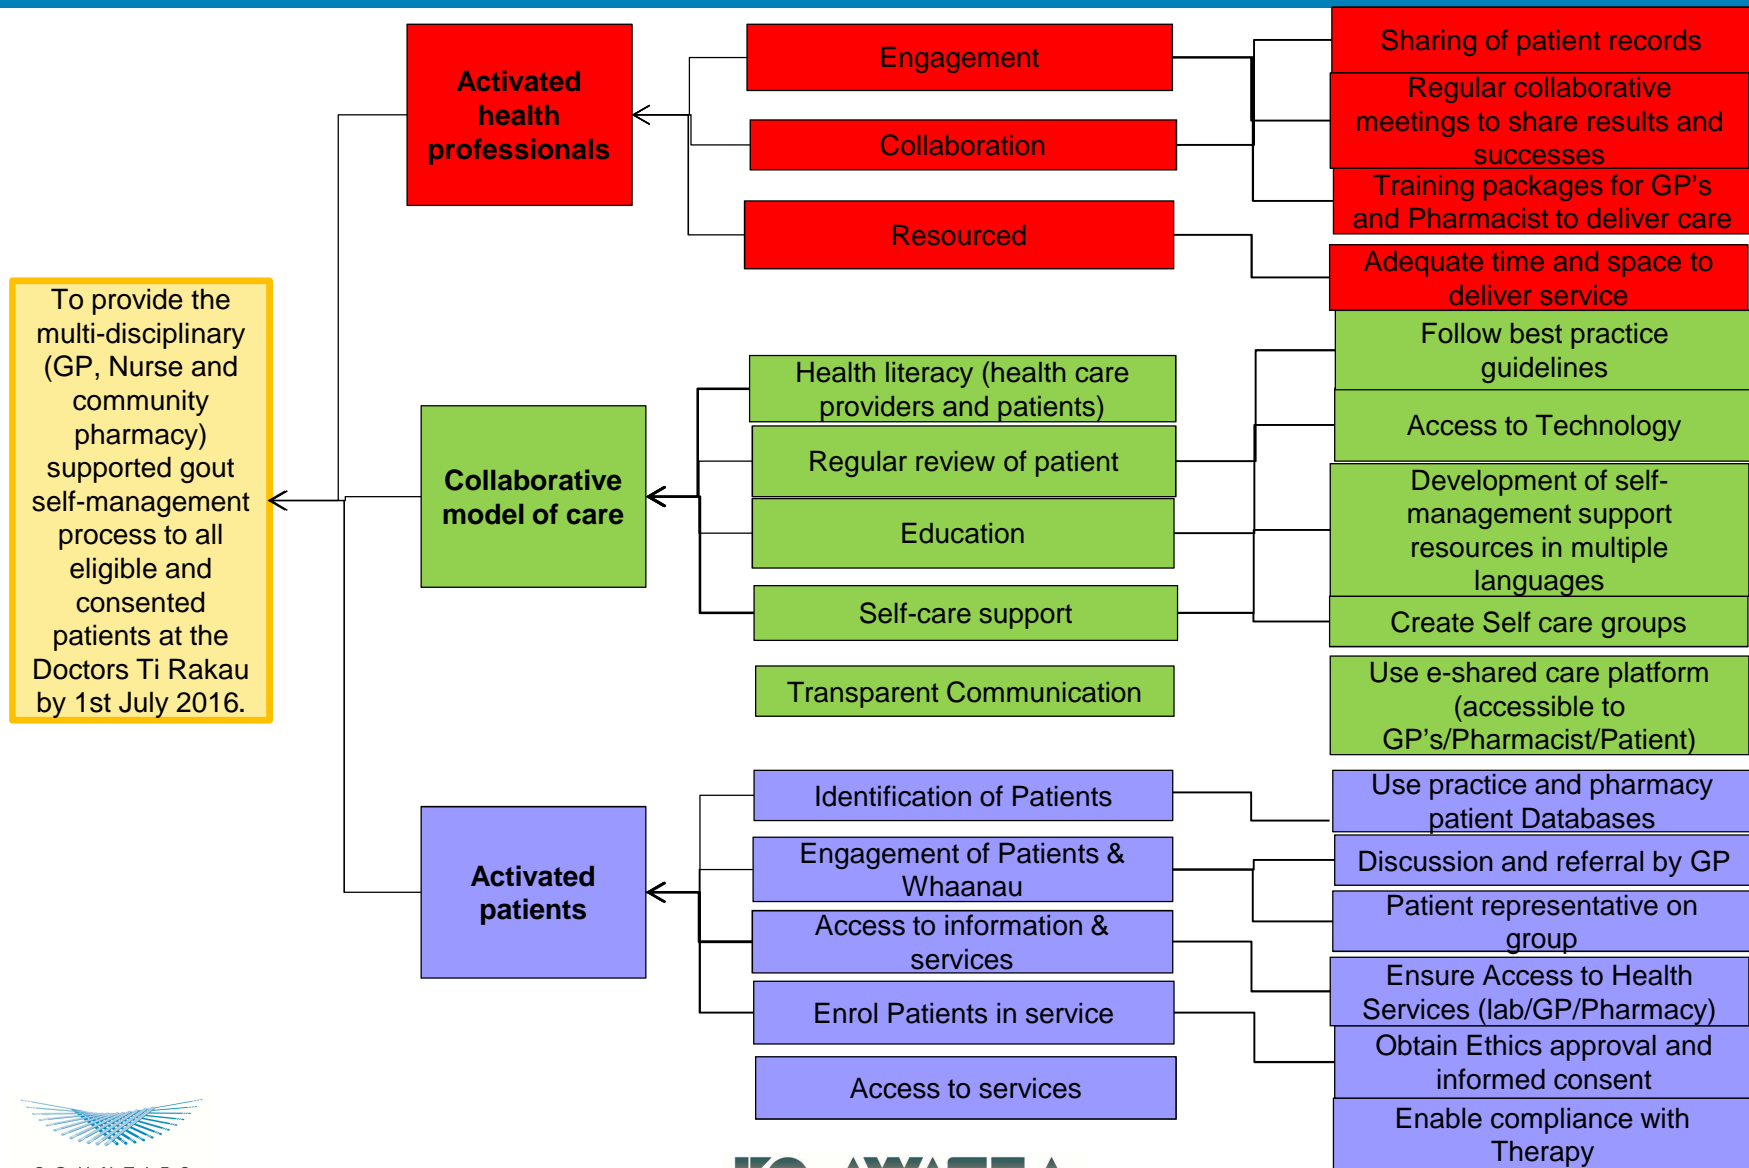 To provide the
multi-disciplinary
(GP, Nurse and
community
pharmacy)
supported gout
self-management
process to all
eligible and
consented
patients at the
Doctors Ti Rakau
by 1st July 2016.
Activated
health
professionals
Engagement
Collaboration
Resourced
Sharing of patient records
Regular collaborative
meetings to share results and
successes
Training packages for GP's
and Pharmacist to deliver care
Adequate time and space to
deliver service
Collaborative
model of care
Health literacy (health care
providers and patients)
Regular review of patient
Education
Self-care support
Transparent Communication
Follow best practice
guidelines
Access to Technology
Development of self-
management support
resources in multiple
languages
Create Self care groups
Use e-shared care platform
(accessible to
GP's/Pharmacist/Patient)
Activated
patients
Identification of Patients
Engagement of Patients &
Whaanau
Access to information &
services
Enrol Patients in service
Access to services
Use practice and pharmacy
patient Databases
Discussion and referral by GP
Patient representative on
group
Ensure Access to Health
Services (lab/GP/Pharmacy)
Obtain Ethics approval and
informed consent
Enable compliance with
Therapy